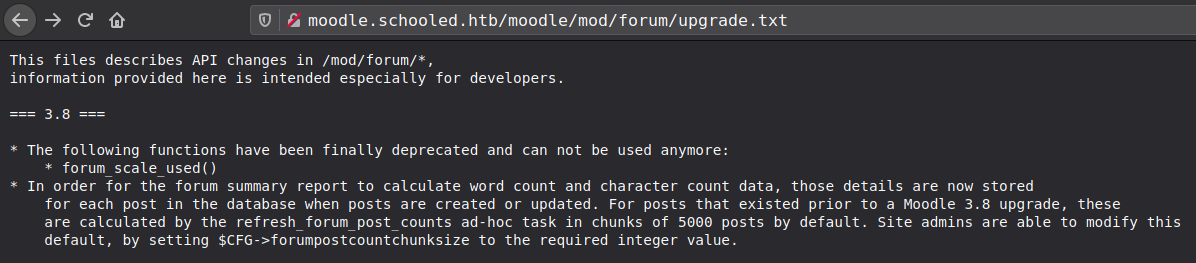 moodle.schooled.htb/moodle/mod/forum/upgrade.txt
This files describes API changes in /mod/forum/*,
information provided here is intended especially for developers.
=== 3.8 ===
* The following functions have been finally deprecated and can not be used anymore:
* forum_scale_used()
* In order for the forum summary report to calculate word count and character count data, those details are now stored
for each post in the database when posts are created or updated. For posts that existed prior to a Moodle 3.8 upgrade, these
are calculated by the refresh_forum_post_counts ad-hoc task in chunks of 5000 posts by default. Site admins are able to modify this
default, by setting $CFG->forumpostcountchunksize to the required integer value.